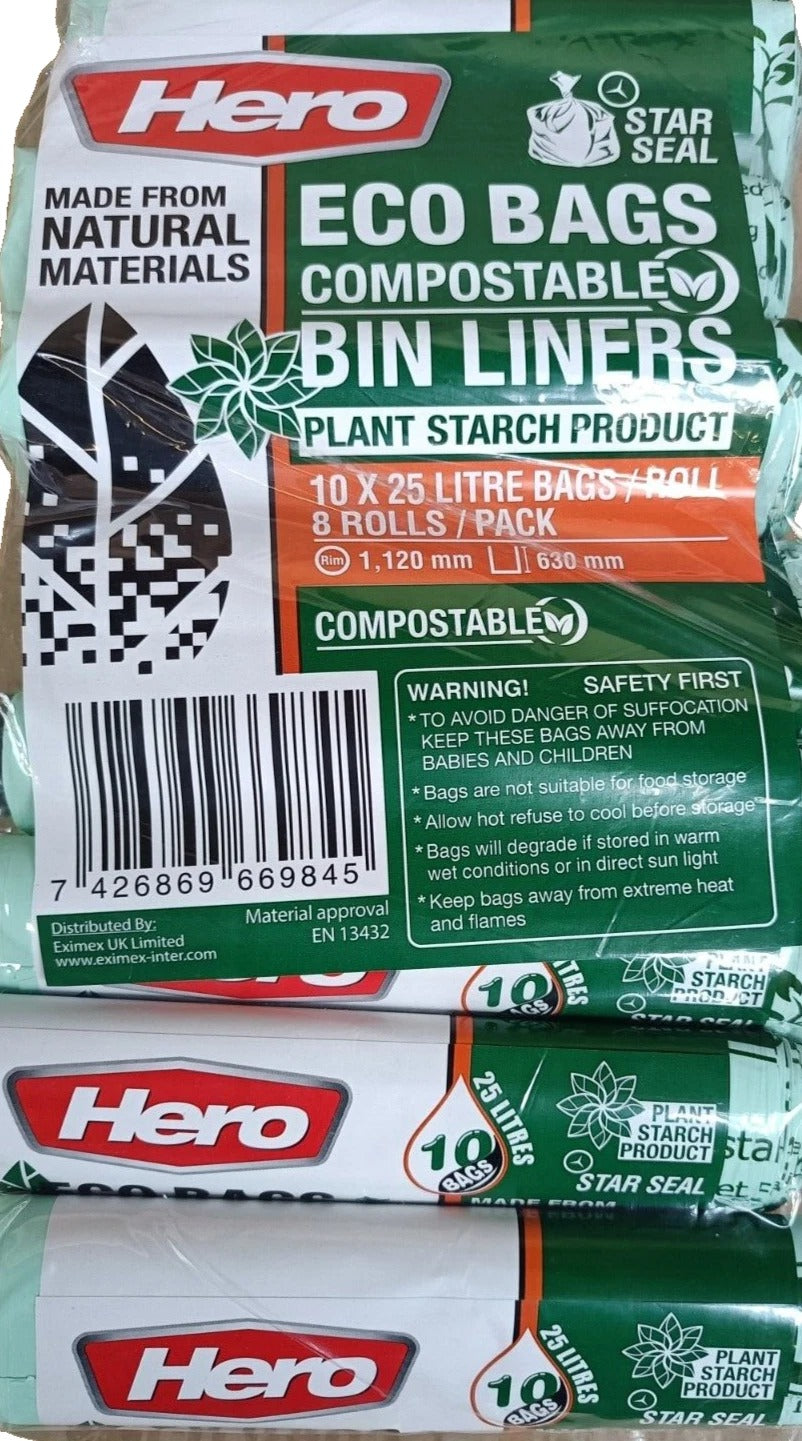 Hero
STAR
SEAL
MADE FROM
NATURAL
MATERIALS
ECO BAGS
COMPOSTABLE
BIN LINERS
PLANT STARCH PRODUCT
10 X 25 LITRE BAGS / ROLL
8 ROLLS / PACK
Rim 1,120 mm 630 mm
COMPOSTABLE
WARNING! SAFETY FIRST
* TO AVOID DANGER OF SUFFOCATION
KEEP THESE BAGS AWAY FROM
BABIES AND CHILDREN
* Bags are not suitable for food storage
* Allow hot refuse to cool before storage
* Bags will degrade if stored in warm
wet conditions or in direct sun light
* Keep bags away from extreme heat
and flames
7 426869 669845
Distributed By:
Eximex UK Limited
www.eximex-inter.com
Material approval
EN 13432
10
BAGS
PLANT
STARCH
PRODUCT
STAR SEAL
Hero
25 LITRES
10
BAGS
PLANT
STARCH
PRODUCT
STAR SEAL
ECO BAGS
MADE FROM
Hero
25 LITRES
10
BAGS
PLANT
STARCH
PRODUCT
STAR SEAL